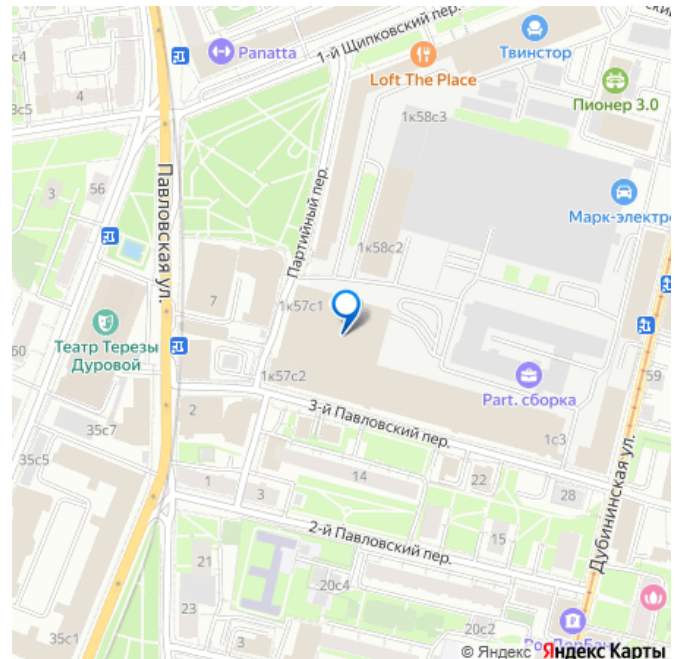 с4
4
3с5
Panatta
1-й Щипковский пер.
Loft The Place
Твинстор
Пионер 3.0
1к58с3
Павловская ул.
56
3
Партийный пер.
Марк-электро
1к58с2
7
1к57с1
Театр Терезы
Дуровой
60
1к57с2
Part. сборка
59
2
3-й Павловский пер.
35с7
35с5
1с3
Дубининская ул.
14
22
28
1
3
2-й Павловский пер.
15
21
20с4
23
20с2
3
35с1
© Яндекс Яндекс Карты